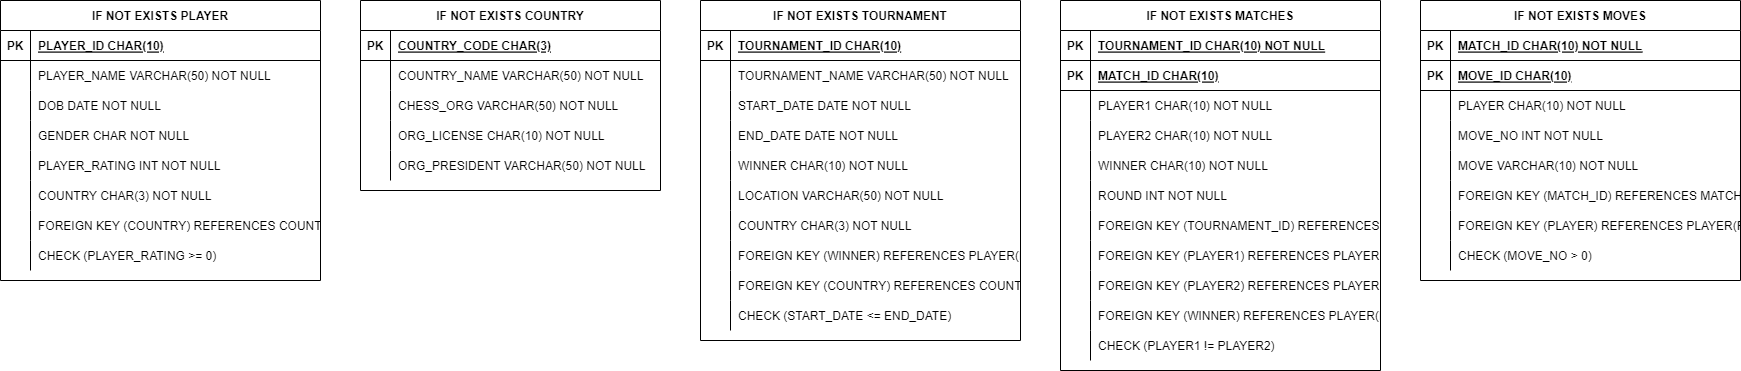 IF NOT EXISTS PLAYER
PK PLAYER_ID CHAR(10)
PLAYER_NAME VARCHAR(50) NOT NULL
DOB DATE NOT NULL
GENDER CHAR NOT NULL
PLAYER_RATING INT NOT NULL
COUNTRY CHAR(3) NOT NULL
FOREIGN KEY (COUNTRY) REFERENCES COUNT
CHECK (PLAYER_RATING >= 0)
IF NOT EXISTS COUNTRY
PK COUNTRY_CODE CHAR(3)
COUNTRY_NAME VARCHAR(50) NOT NULL
CHESS_ORG VARCHAR(50) NOT NULL
ORG_LICENSE CHAR(10) NOT NULL
ORG_PRESIDENT VARCHAR(50) NOT NULL
IF NOT EXISTS TOURNAMENT
PK TOURNAMENT_ID CHAR(10)
TOURNAMENT_NAME VARCHAR(50) NOT NULL
START_DATE DATE NOT NULL
END_DATE DATE NOT NULL
WINNER CHAR(10) NOT NULL
LOCATION VARCHAR(50) NOT NULL
COUNTRY CHAR(3) NOT NULL
FOREIGN KEY (WINNER) REFERENCES PLAYER(
FOREIGN KEY (COUNTRY) REFERENCES COUNT
CHECK (START_DATE <= END_DATE)
IF NOT EXISTS MATCHES
PK TOURNAMENT_ID CHAR(10) NOT NULL
PK MATCH_ID CHAR(10)
PLAYER1 CHAR(10) NOT NULL
PLAYER2 CHAR(10) NOT NULL
WINNER CHAR(10) NOT NULL
ROUND INT NOT NULL
FOREIGN KEY (TOURNAMENT_ID) REFERENCES
FOREIGN KEY (PLAYER1) REFERENCES PLAYER
FOREIGN KEY (PLAYER2) REFERENCES PLAYER
FOREIGN KEY (WINNER) REFERENCES PLAYER(
CHECK (PLAYER1 != PLAYER2)
IF NOT EXISTS MOVES
PK MATCH_ID CHAR(10) NOT NULL
PK MOVE_ID CHAR(10)
PLAYER CHAR(10) NOT NULL
MOVE_NO INT NOT NULL
MOVE VARCHAR(10) NOT NULL
FOREIGN KEY (MATCH_ID) REFERENCES MATCH
FOREIGN KEY (PLAYER) REFERENCES PLAYER(
CHECK (MOVE_NO > 0)